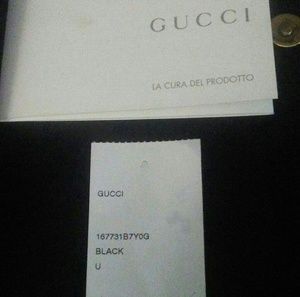 GUCCI
LA CURA DEL PRODOTTO
GUCCI
167731B7Y0G
BLACK
U